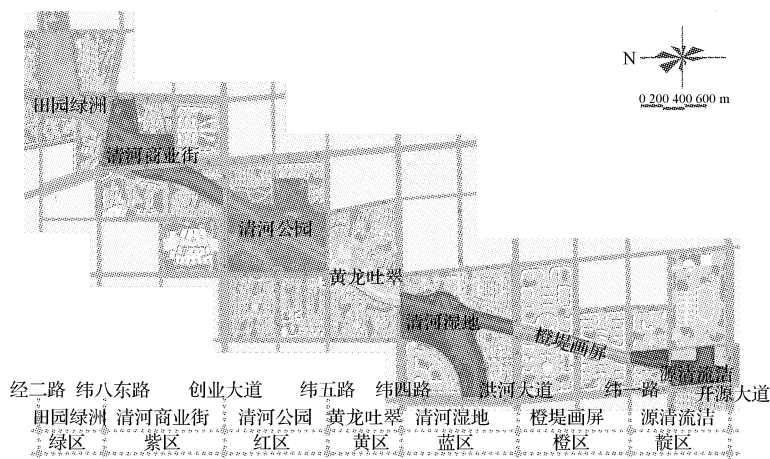 N
0 200 400 600 m
田园绿洲
清河商业街
清河公园
黄龙吐翠
清河湿地
橙堤画屏
源清流洁
经二路 纬八东路 创业大道 纬五路 纬四路 洪河大道 纬一路 开源大道
田园绿洲 清河商业街 清河公园 黄龙吐翠 清河湿地 橙堤画屏 源清流洁
绿区 紫区 红区 黄区 蓝区 橙区 靛区